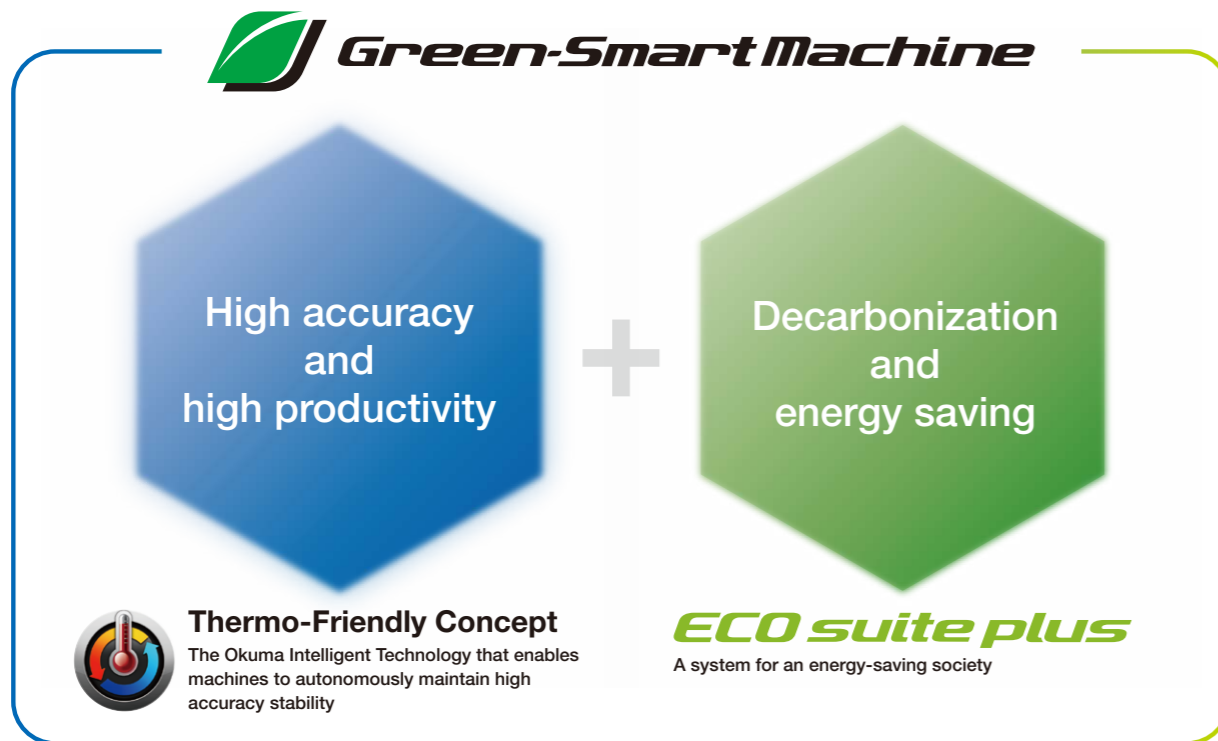 Green-Smart Machine
High accuracy
and
high productivity
+
Decarbonization
and
energy saving
Thermo-Friendly Concept
The Okuma Intelligent Technology that enables
machines to autonomously maintain high
accuracy stability
ECO suite plus
A system for an energy-saving society